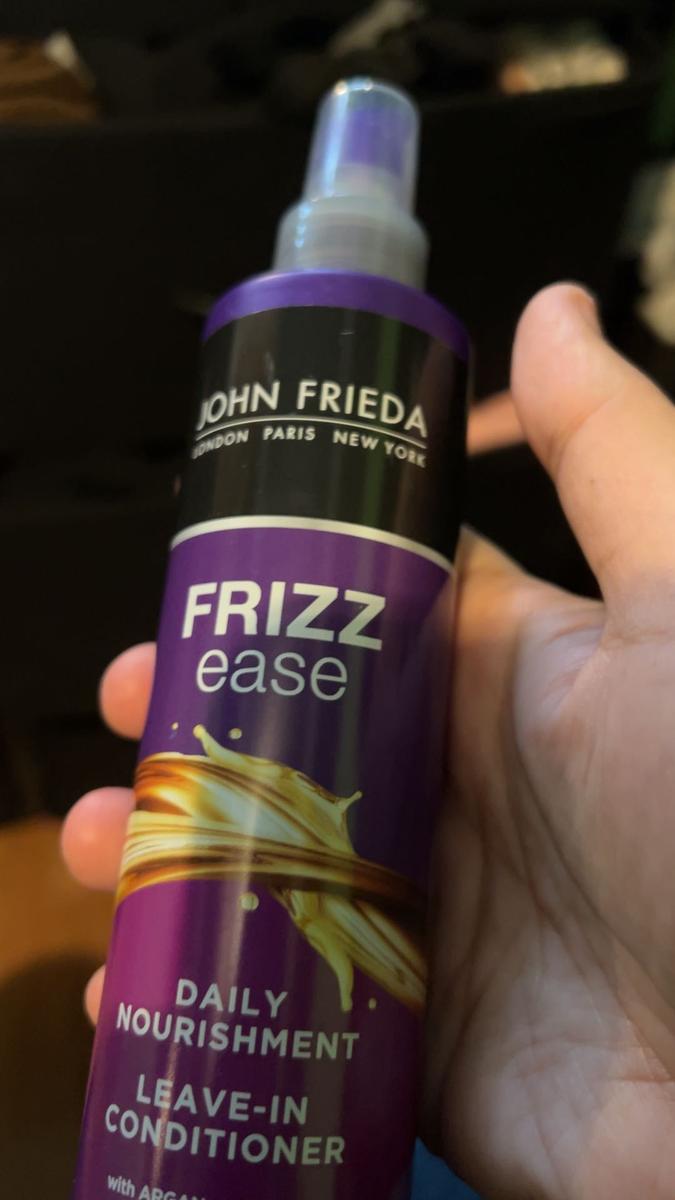 JOHN FRIEDA
LONDON PARIS NEW YORK
FRIZZ
ease
DAILY
NOURISHMENT
LEAVE-IN
CONDITIONER
with